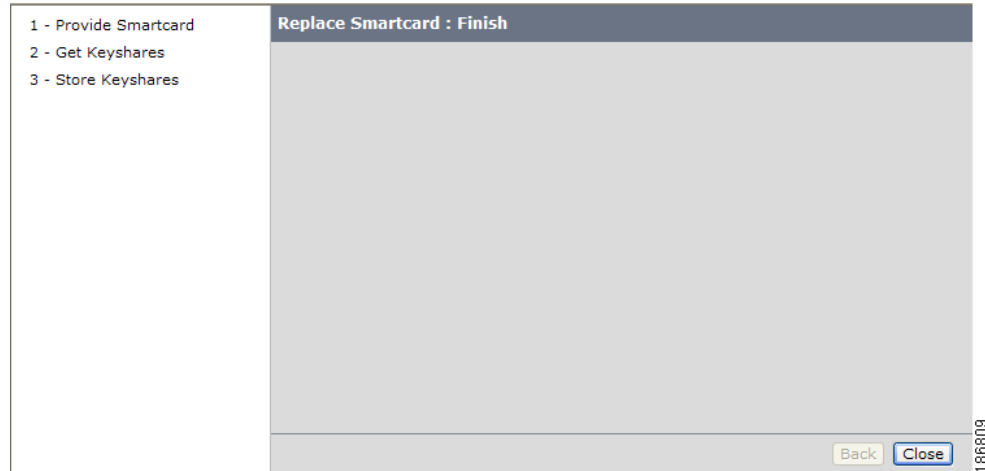 1 - Provide Smartcard
2 - Get Keyshares
3 - Store Keyshares
Replace Smartcard : Finish
Back
Close
186809